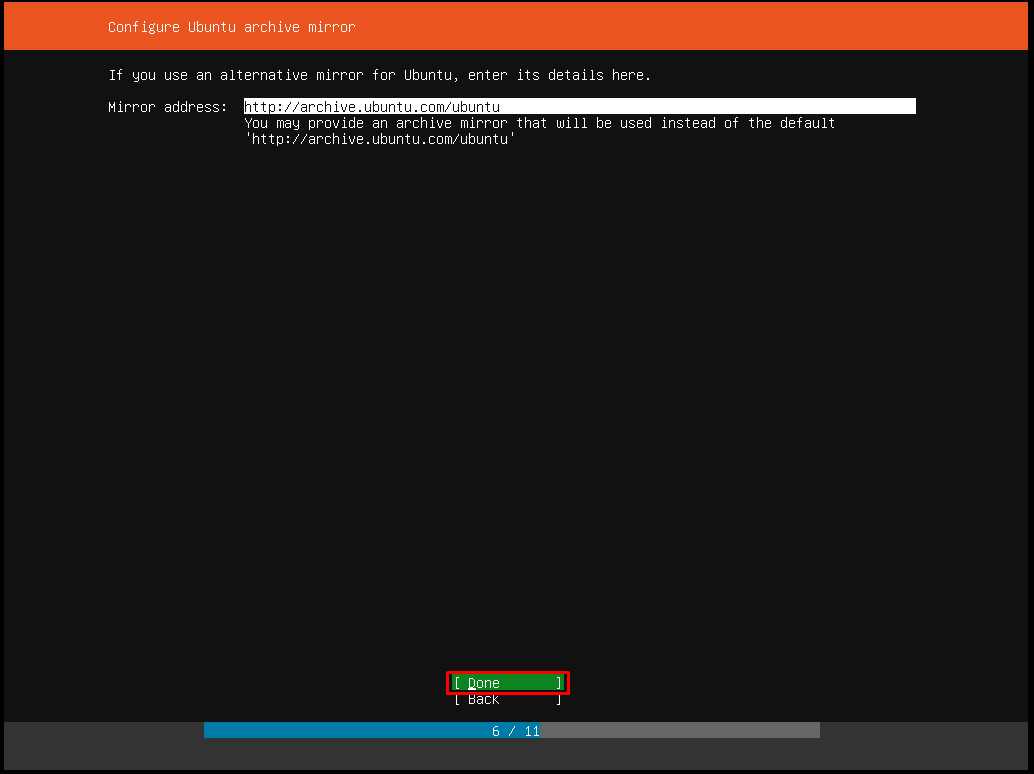 Configure Ubuntu archive mirror
If you use an alternative mirror for Ubuntu, enter its details here.
Mirror address: http://archive.ubuntu.com/ubuntu
You may provide an archive mirror that will be used instead of the default
'http://archive.ubuntu.com/ubuntu'
[ Done ]
[ Back ]
6 / 11